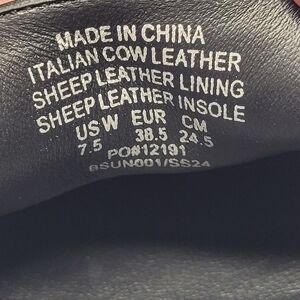 MADE IN CHINA
ITALIAN COW LEATHER
SHEEP LEATHER LINING
SHEEP LEATHER INSOLE
US W EUR CM
7.5 38.5 24.5
PO#12191
BSUN001/SS24